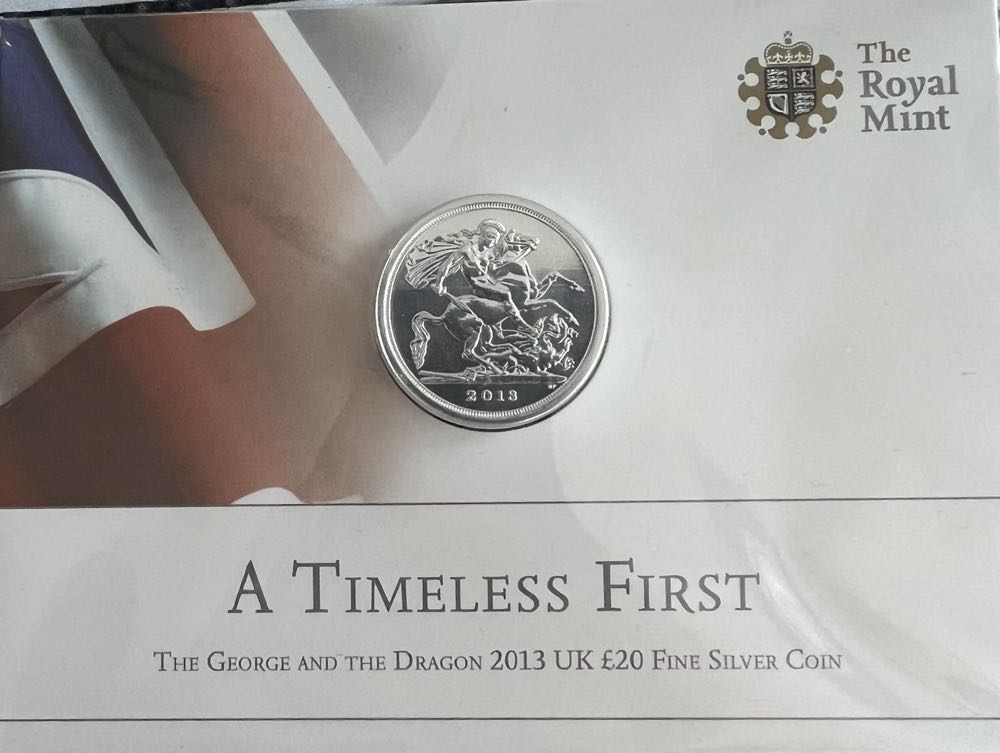 The
Royal
Mint
2013
A Timeless First
The George and the Dragon 2013 UK £20 Fine Silver Coin